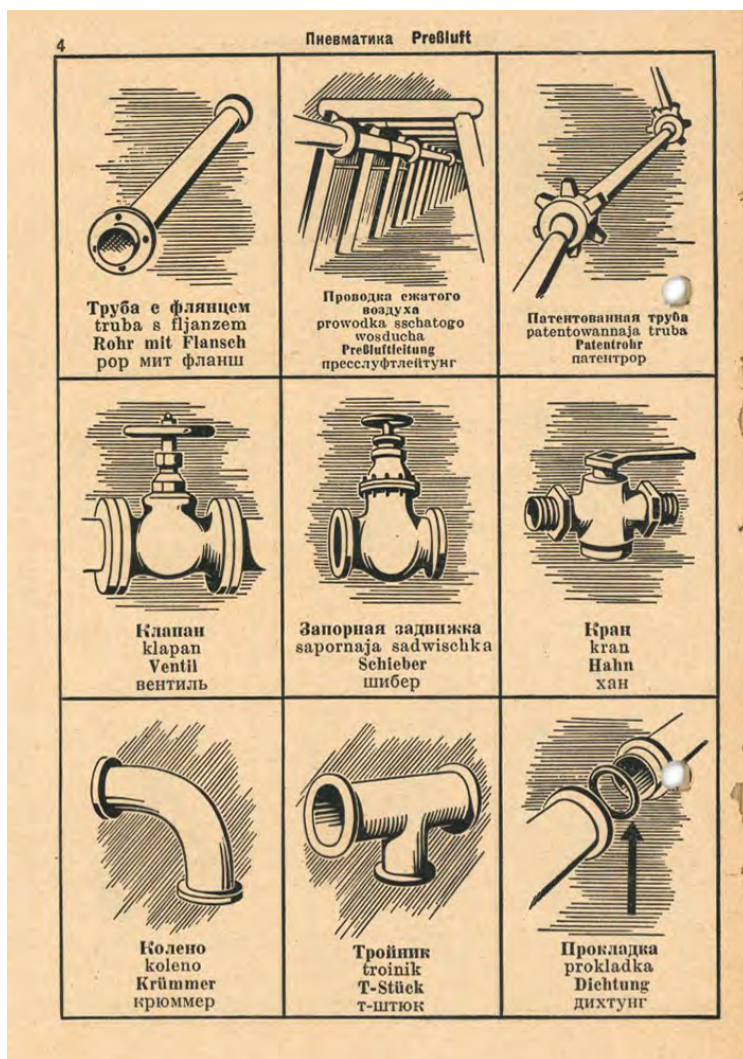 4
Пневматика Preßluft
Труба с флянцем
truba s fljanzem
Rohr mit Flansch
рор мит фланш
Проводка сжатого
воздуха
prowodka sschatogo
wosducha
Preßluftleitung
пресслуфтлейтунг
Патентованная труба
patentowannaja truba
Patentrohr
патентрор
Клапан
klapan
Ventil
вентиль
Запорная задвижка
sapornaja sadwischka
Schieber
шибер
Кран
kran
Hahn
хан
Колено
koleno
Krümmer
крюммер
Тройник
troinik
T-Stück
т-штюк
Прокладка
prokladka
Dichtung
дихтунг